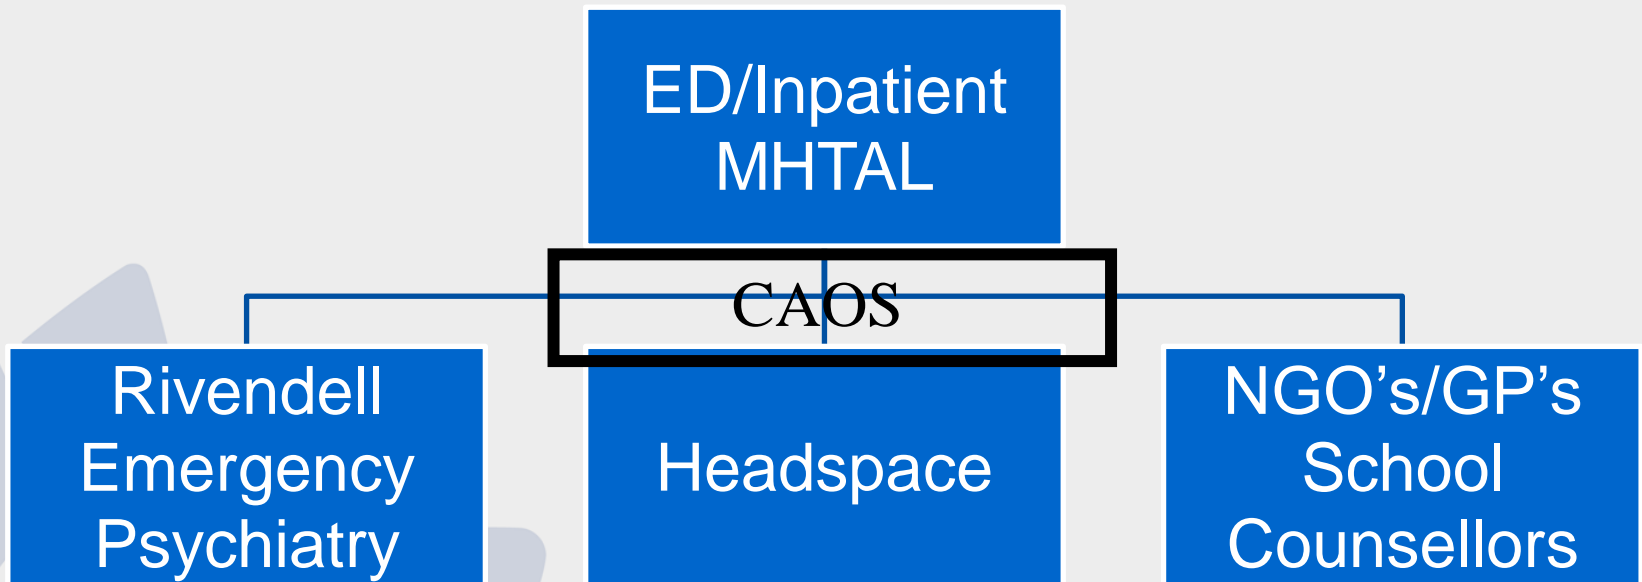 ED/Inpatient
MHTAL
CAOS
Rivendell
Emergency
Psychiatry
Headspace
NGO’s/GP’s
School
Counsellors